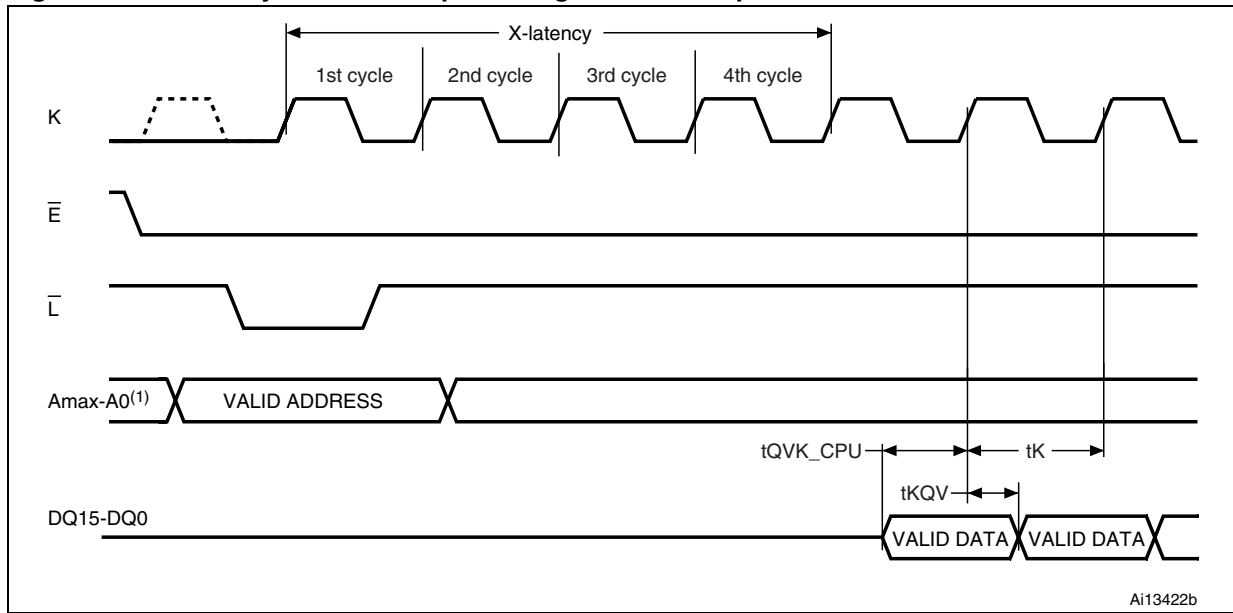 X-latency
1st cycle 2nd cycle 3rd cycle 4th cycle
K
E
L
Amax-A0(1) VALID ADDRESS
tQVK_CPU tK
tKQV
DQ15-DQ0
VALID DATA VALID DATA
Ai13422b